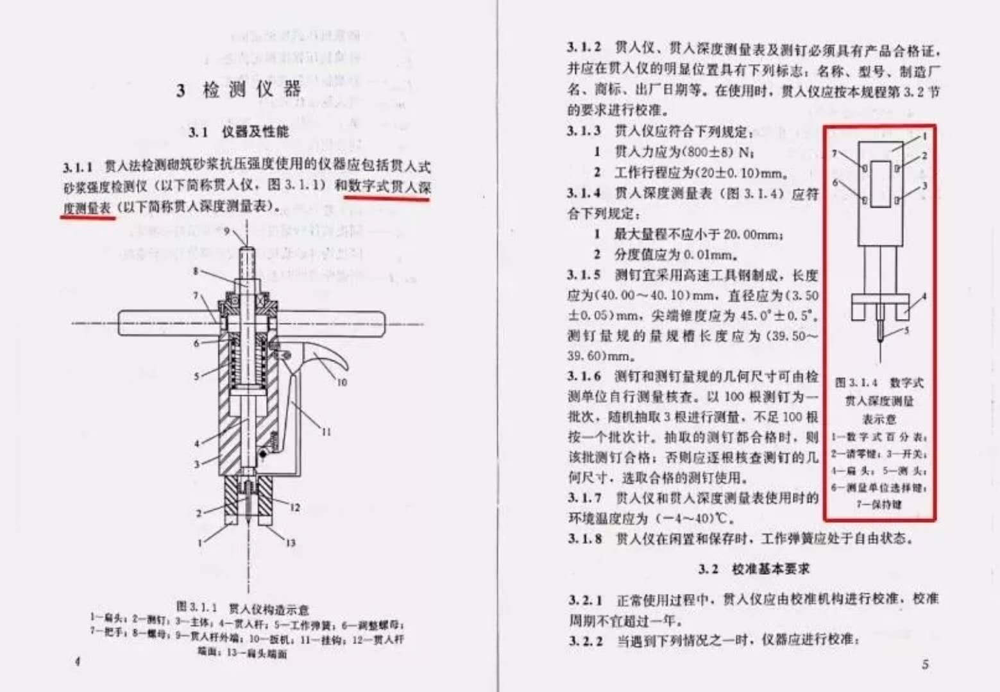 3 检测仪器
3.1 仪器及性能
3.1.1 贯入法检测砌筑砂浆抗压强度使用的仪器应包括贯入式
砂浆强度检测仪（以下简称贯入仪，图 3.1.1）和数字式贯入深
度测量表（以下简称贯入深度测量表）。
9
8
7
6
5
10
11
4
3
2
12
1
13
图 3.1.1 贯入仪构造示意
1—扁头；2—测钉；3—主体；4—贯入杆；5—工作弹簧；6—调整螺母；
7—把手；8—螺母；9—贯入杆外端；10—扳机；11—挂钩；12—贯入杆
端面；13—扁头端面
4
3.1.2 贯入仪、贯入深度测量表及测钉必须具有产品合格证，
并应在贯入仪的明显位置具有下列标志：名称、型号、制造厂
名、商标、出厂日期等。在使用时，贯入仪应按本规程第 3.2 节
的要求进行校准。
3.1.3 贯入仪应符合下列规定：
1 贯入力应为(800±8) N；
2 工作行程应为(20±0.10)mm。
3.1.4 贯入深度测量表（图 3.1.4）应符
合下列规定：
1 最大量程不应小于 20.00mm；
2 分度值应为 0.01mm。
3.1.5 测钉宜采用高速工具钢制成，长度
应为(40.00～40.10)mm，直径应为(3.50
±0.05)mm，尖端锥度应为 45.0°±0.5°。
测钉量规的量规槽长度应为(39.50～
39.60)mm。
3.1.6 测钉和测钉量规的几何尺寸可由检
测单位自行测量核查。以 100 根测钉为一
批次，随机抽取 3 根进行测量，不足 100 根
按一个批次计。抽取的测钉都合格时，则
该批测钉合格；否则应逐根核查测钉的几
何尺寸，选取合格的测钉使用。
3.1.7 贯入仪和贯入深度测量表使用时的
环境温度应为（－4～40)℃。
3.1.8 贯入仪在闲置和保存时，工作弹簧应处于自由状态。
1
7
2
6
3
4
5
图 3.1.4 数字式
贯入深度测量
表示意
1—数字式百分表；
2—清零键；3—开关；
4—扁头；5—测头；
6—测量单位选择键；
7—保持键
3.2 校准基本要求
3.2.1 正常使用过程中，贯入仪应由校准机构进行校准，校准
周期不宜超过一年。
3.2.2 当遇到下列情况之一时，仪器应进行校准：
5